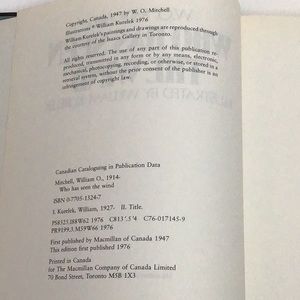 Copyright, Canada, 1947 by W. O. Mitchell
Illustrations © William Kurelek 1976
William Kurelek's paintings and drawings are reproduced through
the courtesy of the Isaacs Gallery in Toronto.
All rights reserved. The use of any part of this publication re-
produced, transmitted in any form or by any means, electronic,
mechanical, photocopying, recording, or otherwise, or stored in a
retrieval system, without the prior consent of the publisher is an
infringement of copyright law.
Canadian Cataloguing in Publication Data
Mitchell, William O., 1914-
Who has seen the wind
ISBN 0-7705-1324-7
I. Kurelek, William, 1927- II. Title.
PS8525.I88W62 1976 C813'.5'4 C76-017145-9
PR9199.3.M59W66 1976
First published by Macmillan of Canada 1947
This edition first published 1976
Printed in Canada
for The Macmillan Company of Canada Limited
70 Bond Street, Toronto M5B 1X3